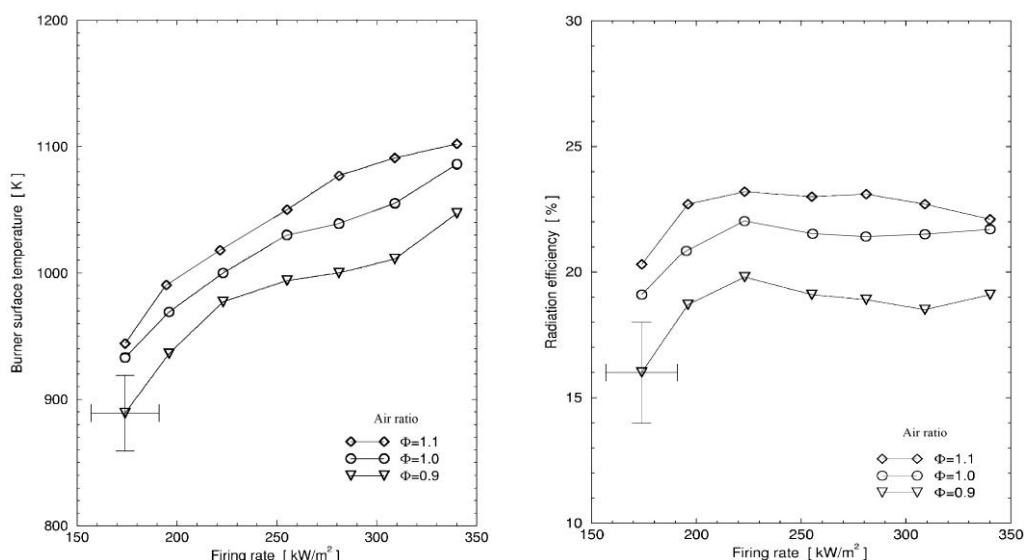 1200
1100
1000
900
800
150
200
250
300
350
Burner surface temperature [ K ]
Firing rate [ kW/m² ]
Air ratio
Φ=1.1
Φ=1.0
Φ=0.9
30
25
20
15
10
150
200
250
300
350
Radiation efficiency [ % ]
Firing rate [ kW/m² ]
Air ratio
Φ=1.1
Φ=1.0
Φ=0.9